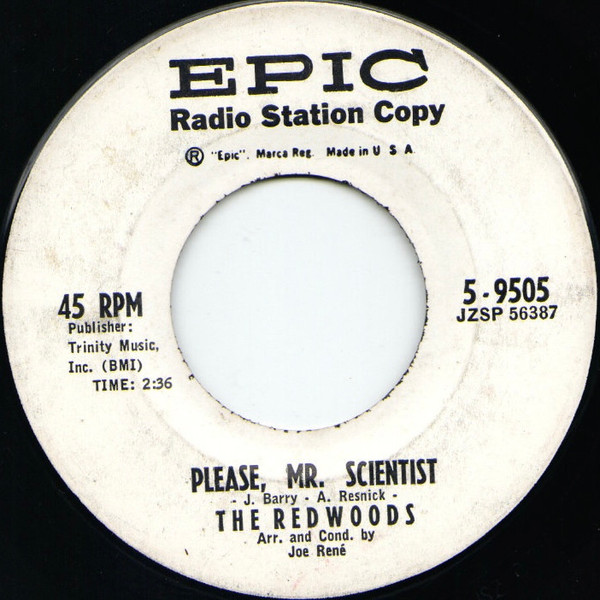 EPIC
Radio Station Copy
Ⓡ "Epic". Marca Reg. Made in U S A
45 RPM
Publisher:
Trinity Music,
Inc. (BMI)
TIME: 2:36
5-9505
JZSP 56387
PLEASE, MR. SCIENTIST
- J. Barry - A. Resnick -
THE REDWOODS
Arr. and Cond. by
Joe René